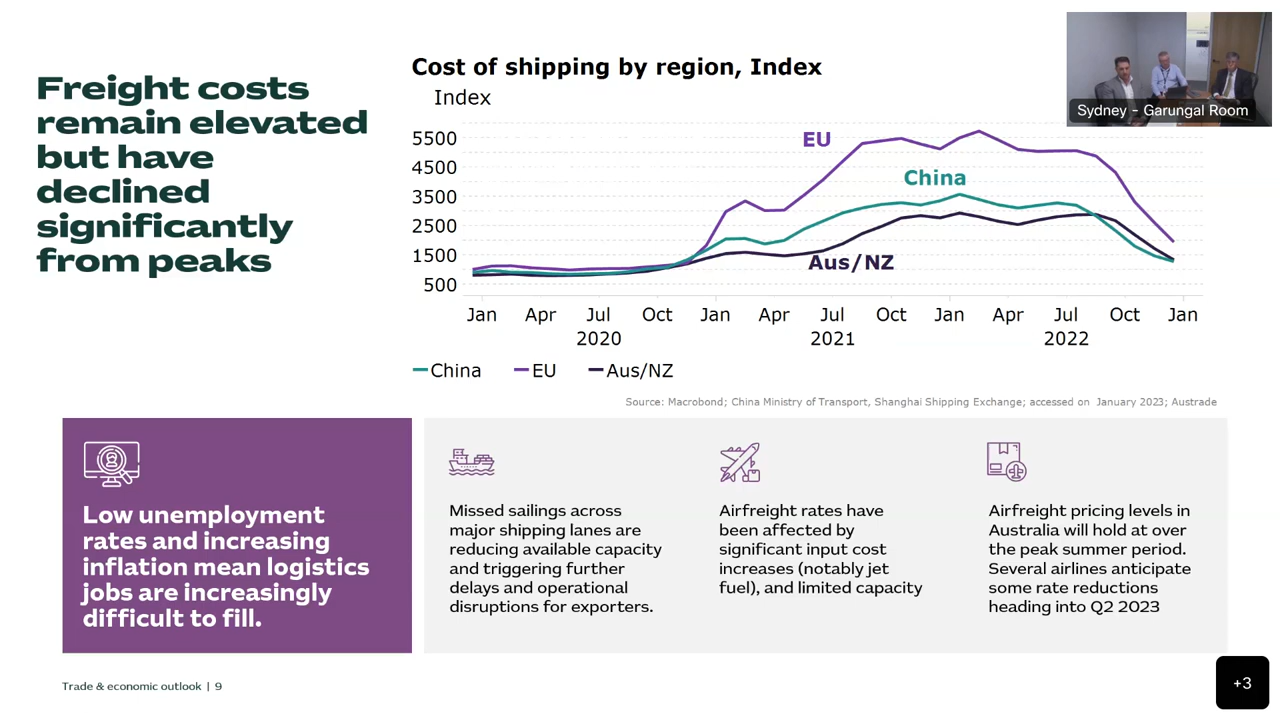 Freight costs
remain elevated
but have
declined
significantly
from peaks
Cost of shipping by region, Index
Index
5500
4500
3500
2500
1500
500
EU
China
Aus/NZ
Jan Apr Jul Oct Jan Apr Jul Oct Jan Apr Jul Oct Jan
2020 2021 2022
China EU Aus/NZ
Source: Macrobond; China Ministry of Transport, Shanghai Shipping Exchange; accessed on January 2023; Austrade
Sydney - Garungal Room
Low unemployment
rates and increasing
inflation mean logistics
jobs are increasingly
difficult to fill.
Missed sailings across
major shipping lanes are
reducing available capacity
and triggering further
delays and operational
disruptions for exporters.
Airfreight rates have
been affected by
significant input cost
increases (notably jet
fuel), and limited capacity
Airfreight pricing levels in
Australia will hold at over
the peak summer period.
Several airlines anticipate
some rate reductions
heading into Q2 2023
Trade & economic outlook | 9
+3